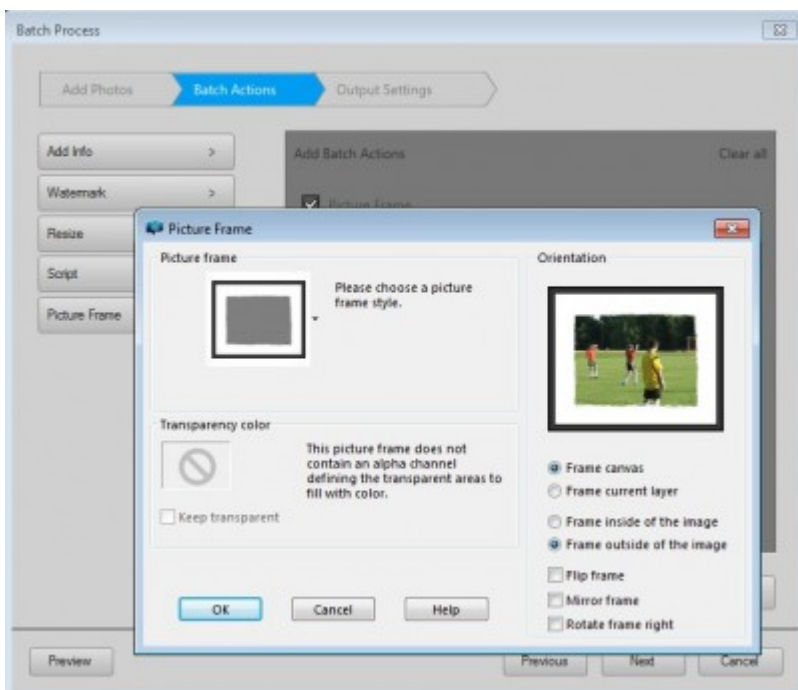 Batch Process
Add Photos
Batch Actions
Output Settings
Add Info >
Add Batch Actions
Clear all
Watermark >
Picture Frame
Resize
Script
Picture Frame
Picture Frame
Picture frame
Please choose a picture
frame style.
Transparency color
This picture frame does not
contain an alpha channel
defining the transparent areas to
fill with color.
Keep transparent
Orientation
Frame canvas
Frame current layer
Frame inside of the image
Frame outside of the image
Flip frame
Mirror frame
Rotate frame right
OK
Cancel
Help
Preview
Previous
Next
Cancel